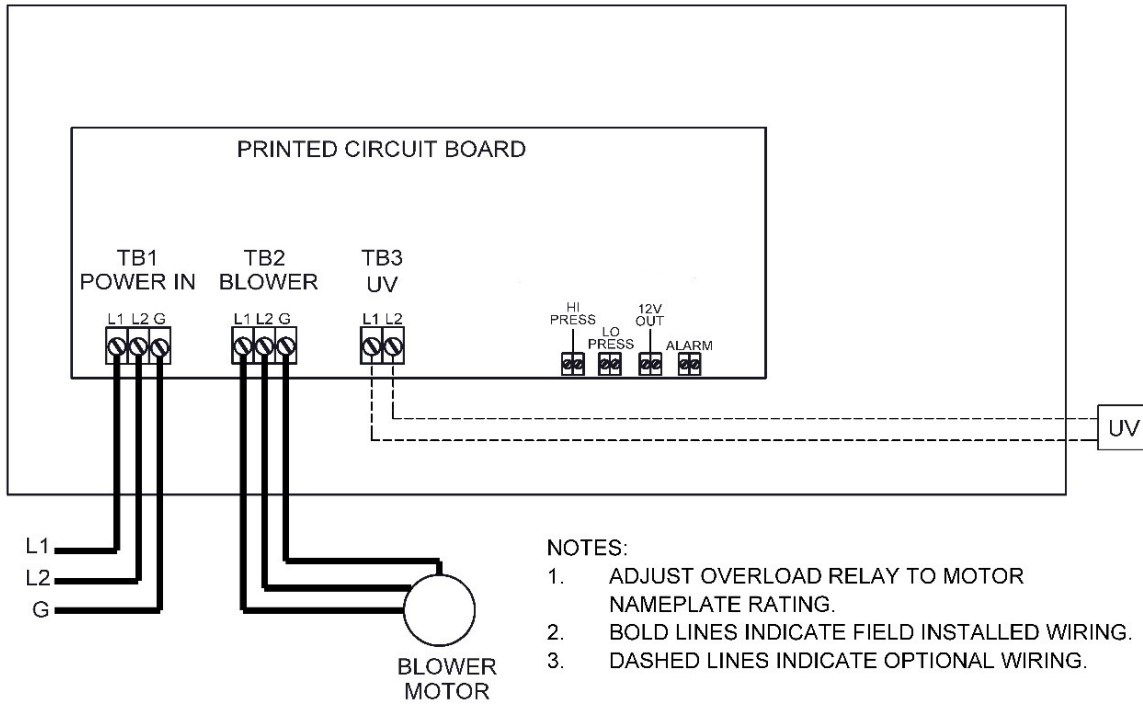 PRINTED CIRCUIT BOARD
TB1
POWER IN
TB2
BLOWER
TB3
UV
L1 L2 G
L1 L2 G
L1 L2
HI
PRESS
LO
PRESS
12V
OUT
ALARM
UV
L1
L2
G
BLOWER
MOTOR
NOTES:
1. ADJUST OVERLOAD RELAY TO MOTOR
NAMEPLATE RATING.
2. BOLD LINES INDICATE FIELD INSTALLED WIRING.
3. DASHED LINES INDICATE OPTIONAL WIRING.